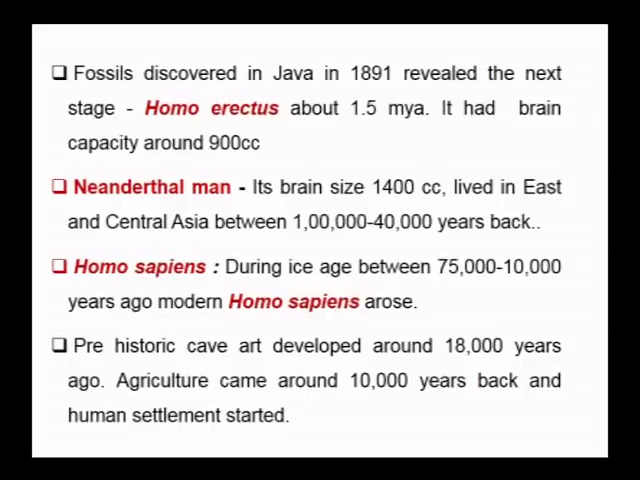 Fossils discovered in Java in 1891 revealed the next
stage - Homo erectus about 1.5 mya. It had brain
capacity around 900cc
Neanderthal man - Its brain size 1400 cc, lived in East
and Central Asia between 1,00,000-40,000 years back..
Homo sapiens : During ice age between 75,000-10,000
years ago modern Homo sapiens arose.
Pre historic cave art developed around 18,000 years
ago. Agriculture came around 10,000 years back and
human settlement started.